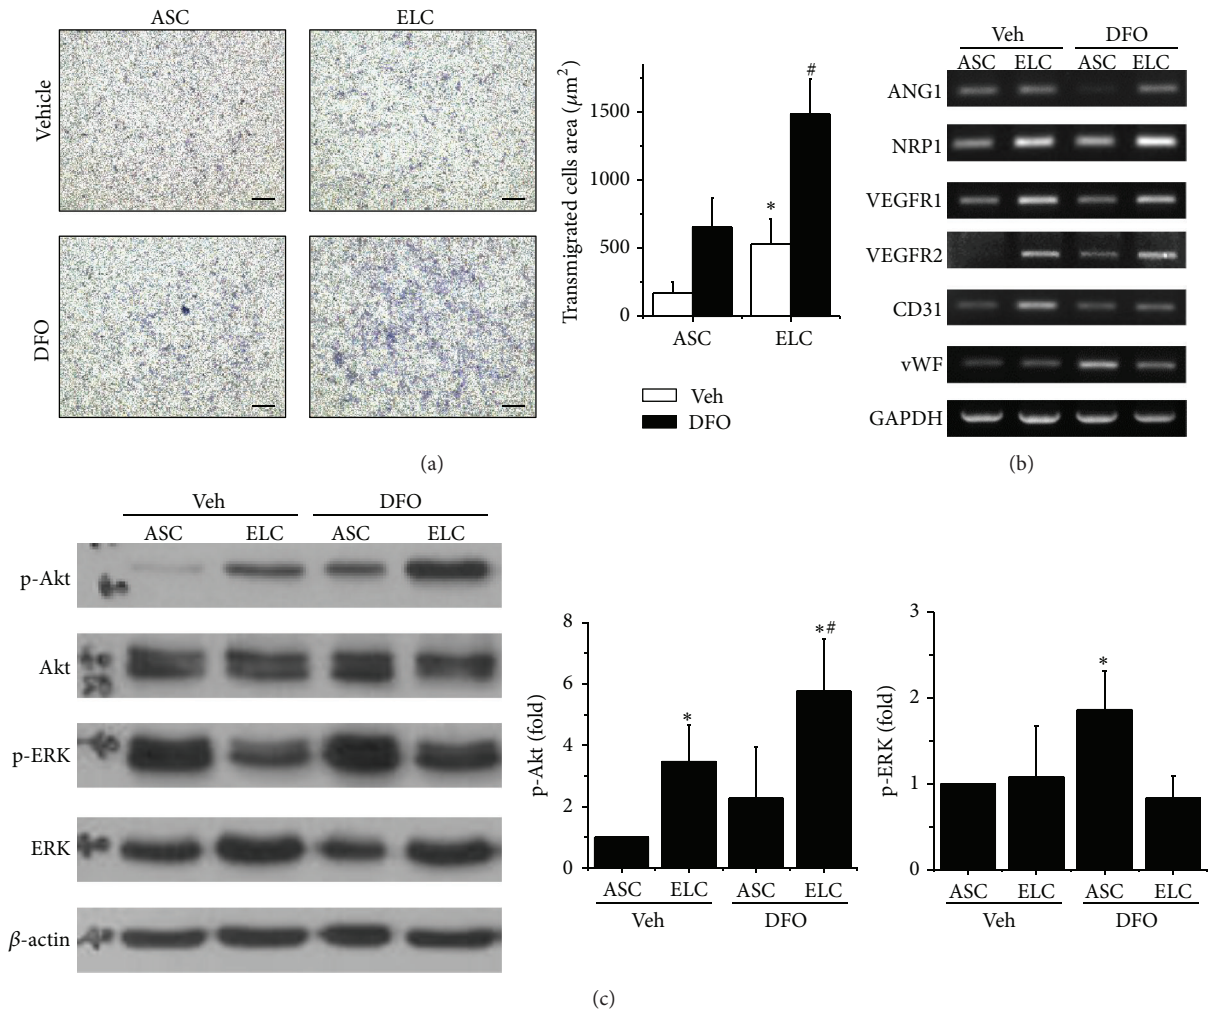 ASC ELC
Vehicle
DFO
Transmigrated cells area (μm²)
1500
1000
500
0
*
#
ASC ELC
Veh
DFO
(a)
Veh DFO
ASC ELC ASC ELC
ANG1
NRP1
VEGFR1
VEGFR2
CD31
vWF
GAPDH
(b)
Veh DFO
ASC ELC ASC ELC
p-Akt
Akt
p-ERK
ERK
β-actin
p-Akt (fold)
8
6
4
2
0
*
*#
ASC ELC ASC ELC
Veh DFO
p-ERK (fold)
3
2
1
0
*
ASC ELC ASC ELC
Veh DFO
(c)